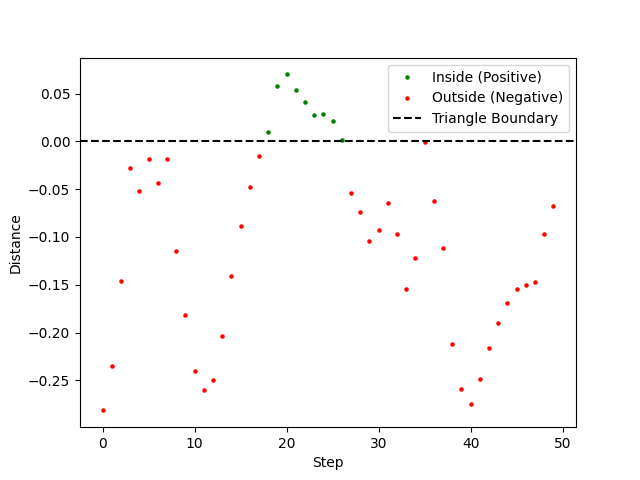 Inside (Positive)
Outside (Negative)
Triangle Boundary
0.05
0.00
−0.05
−0.10
−0.15
−0.20
−0.25
Distance
0 10 20 30 40 50
Step